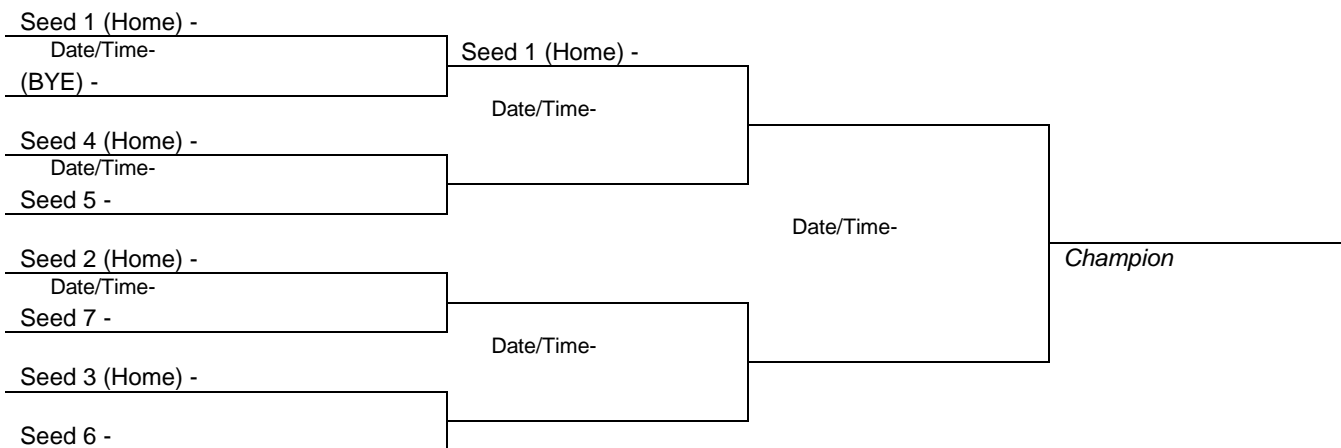 Seed 1 (Home) -
Date/Time-
(BYE) -
Seed 4 (Home) -
Date/Time-
Seed 5 -
Seed 2 (Home) -
Date/Time-
Seed 7 -
Seed 3 (Home) -
Seed 6 -
Seed 1 (Home) -
Date/Time-
Date/Time-
Date/Time-
Champion